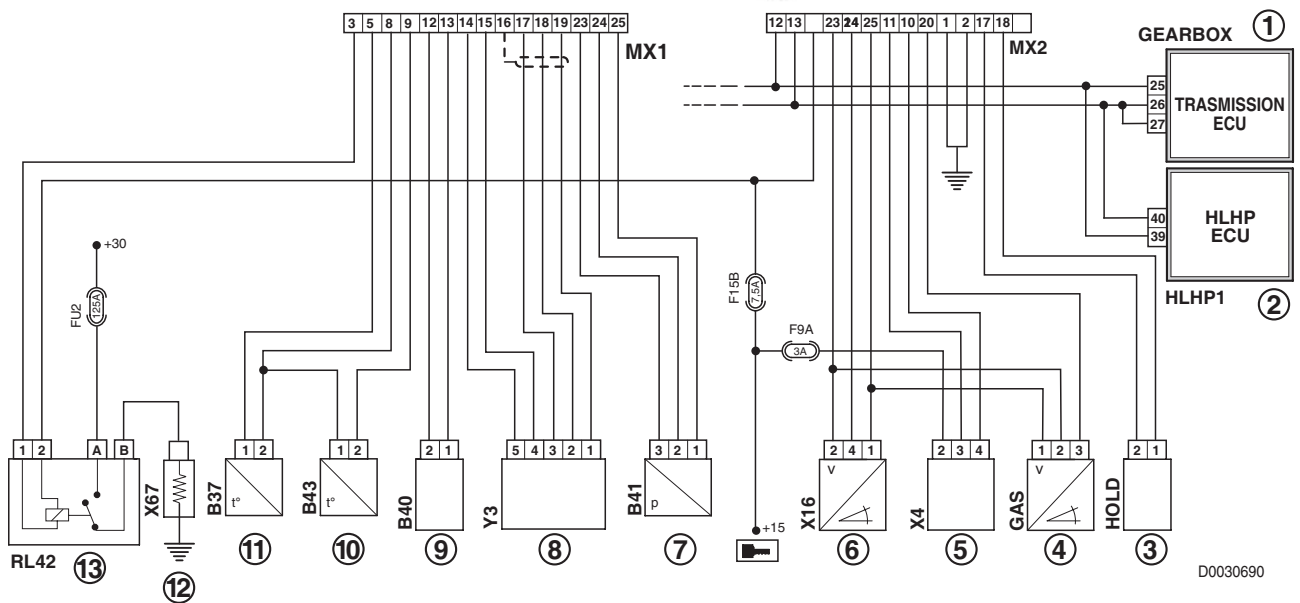 3 5 8 9 12 13 14 15 16 17 18 19 23 24 25
MX1
12 13 23 24 25 11 10 20 1 2 17 18
MX2
GEARBOX
1
25
26
27
TRASMISSION
ECU
40
39
HLHP
ECU
HLHP1
2
+30
FU2
125A
F15B
7.5A
F9A
3A
+15
1 2 A B
RL42
13
X67
12
1 2
B37
t°
11
1 2
B43
t°
10
2 1
B40
9
5 4 3 2 1
Y3
8
3 2 1
B41
p
7
2 4 1
X16
V
6
2 3 4
X4
5
1 2 3
GAS
V
4
2 1
HOLD
3
D0030690